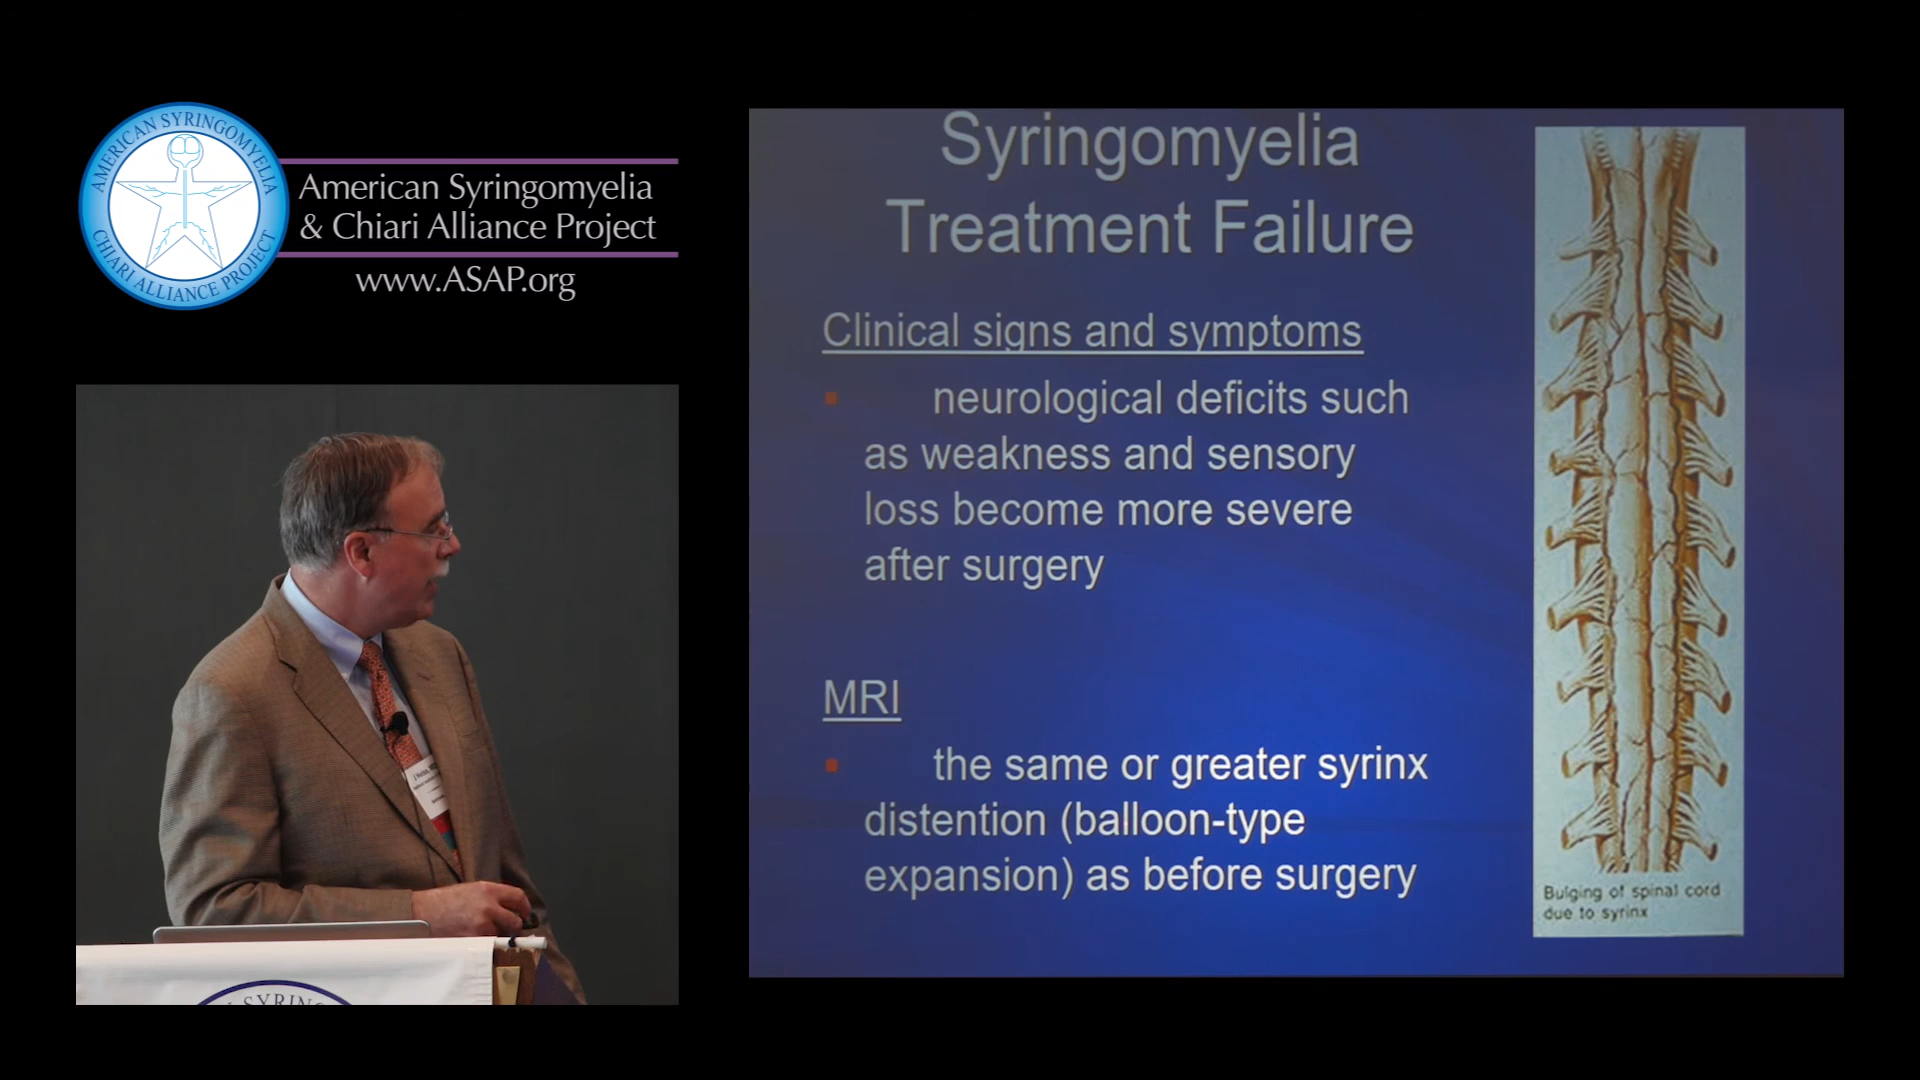 AMERICAN SYRINGOMYELIA
CHIARI ALLIANCE PROJECT
American Syringomyelia
& Chiari Alliance Project
www.ASAP.org
Syringomyelia
Treatment Failure
Clinical signs and symptoms
▪ neurological deficits such
as weakness and sensory
loss become more severe
after surgery
MRI
▪ the same or greater syrinx
distention (balloon-type
expansion) as before surgery
Bulging of spinal cord
due to syrinx